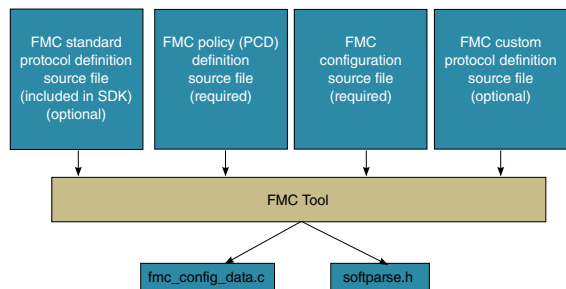 FMC standard
protocol definition
source file
(included in SDK)
(optional)
FMC policy (PCD)
definition
source file
(required)
FMC
configuration
source file
(required)
FMC custom
protocol definition
source file
(optional)
FMC Tool
fmc_config_data.c
softparse.h